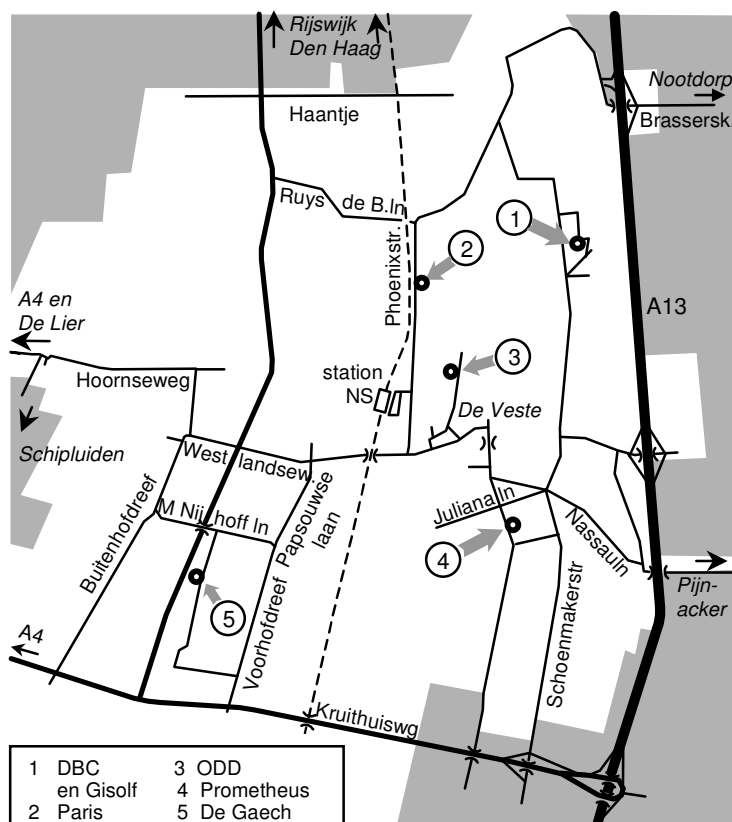 Rijswijk
Den Haag
Nootdorp
Haantje
Brassersk.
Ruys de B.ln
1
2
Phoenixstr.
A4 en
De Lier
A13
station
NS
3
Hoornseweg
De Veste
Schipluiden
Westlandsew.
Buitenhofdreef
M Nijhoff ln
Papsouwse
laan
Julianaln
Nassauln
4
5
Voorhofdreef
Schoenmakerstr
Pijn-
acker
A4
Kruithuiswg
1 DBC
en Gisolf
2 Paris
3 ODD
4 Prometheus
5 De Gaech